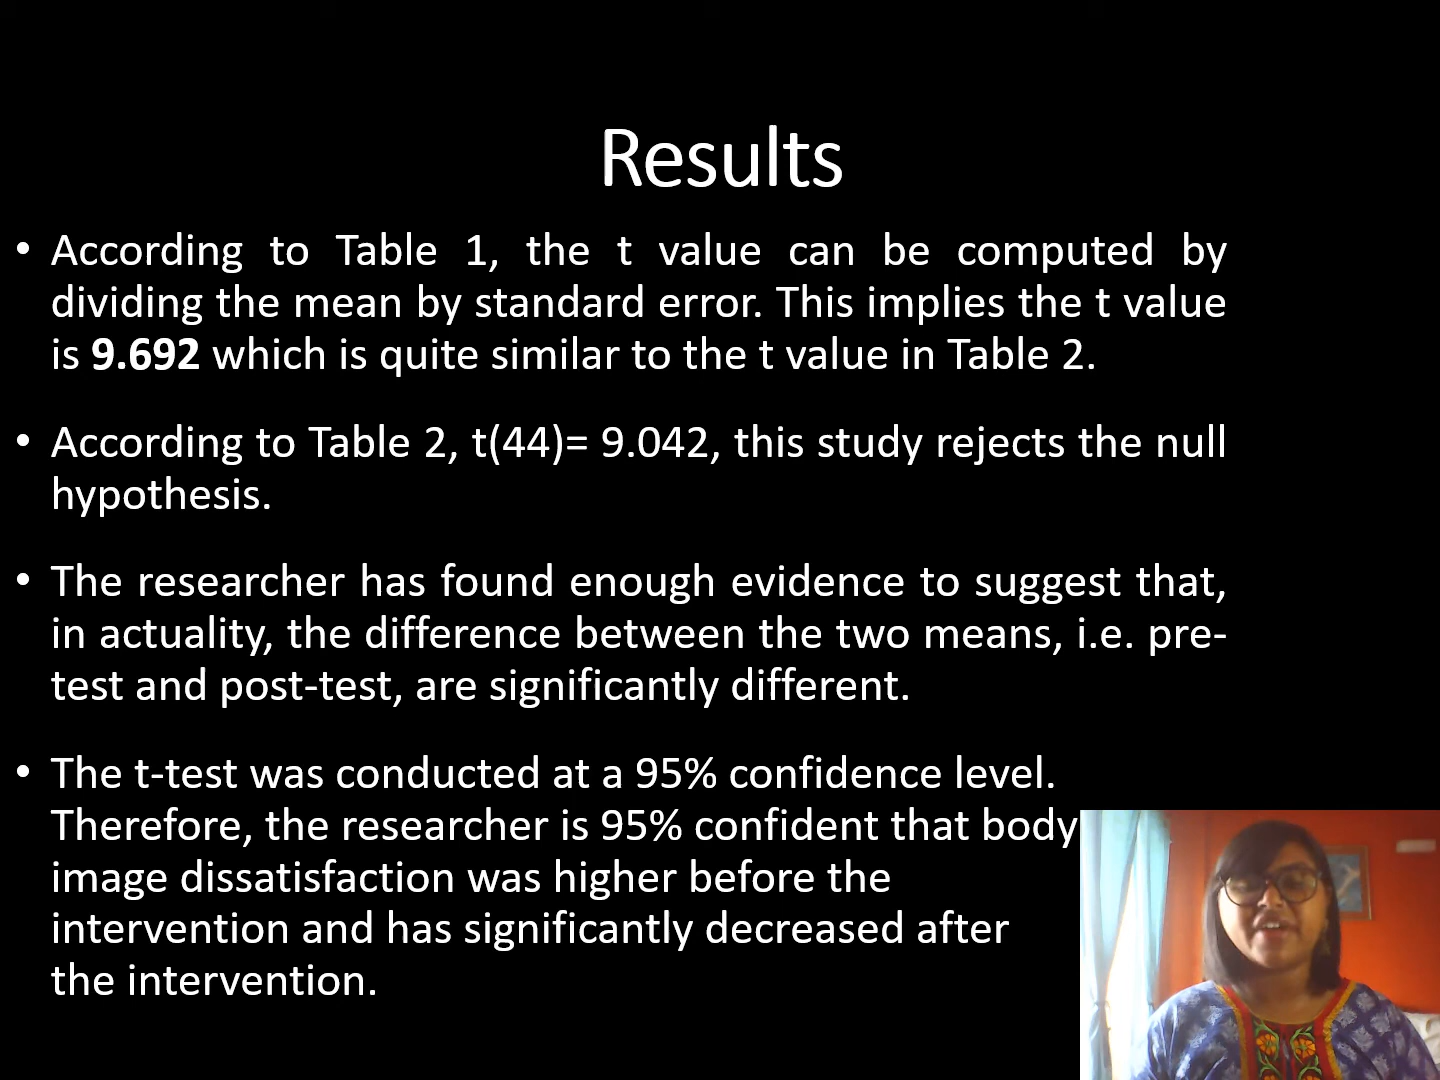 Results
• According to Table 1, the t value can be computed by
dividing the mean by standard error. This implies the t value
is 9.692 which is quite similar to the t value in Table 2.
• According to Table 2, t(44)= 9.042, this study rejects the null
hypothesis.
• The researcher has found enough evidence to suggest that,
in actuality, the difference between the two means, i.e. pre-
test and post-test, are significantly different.
• The t-test was conducted at a 95% confidence level.
Therefore, the researcher is 95% confident that body
image dissatisfaction was higher before the
intervention and has significantly decreased after
the intervention.